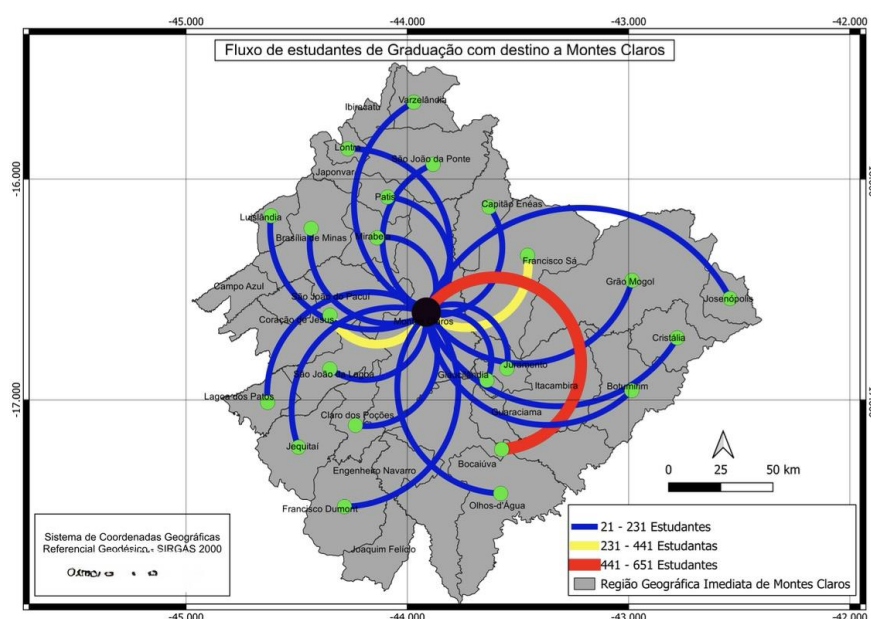 -45.000 -44.000 -43.000 -42.000
Fluxo de estudantes de Graduação com destino a Montes Claros
Varzelândia
Ibiracatu
Lontra
São João da Ponte
-16.000
Japonvar
Patis
Capitão Enéas
Luislândia
Brasília de Minas
Mirabela
Francisco Sá
Campo Azul
Grão Mogol
São João do Pacuí
Josenópolis
Coração de Jesus
Cristália
São João da Lagoa
Juramento
Itacambira
Botumirim
Lagoa dos Patos
-17.000
Claro dos Poções
Guaraciama
Jequitaí
Bocaiúva
Engenheiro Navarro
Francisco Dumont
Olhos-d'Água
Joaquim Felício
0 25 50 km
21 - 231 Estudantes
231 - 441 Estudantas
441 - 651 Estudantes
Região Geográfica Imediata de Montes Claros
Sistema de Coordenadas Geográficas
Referencial Geodésico - SIRGAS 2000
-45.000 -44.000 -43.000 -42.000